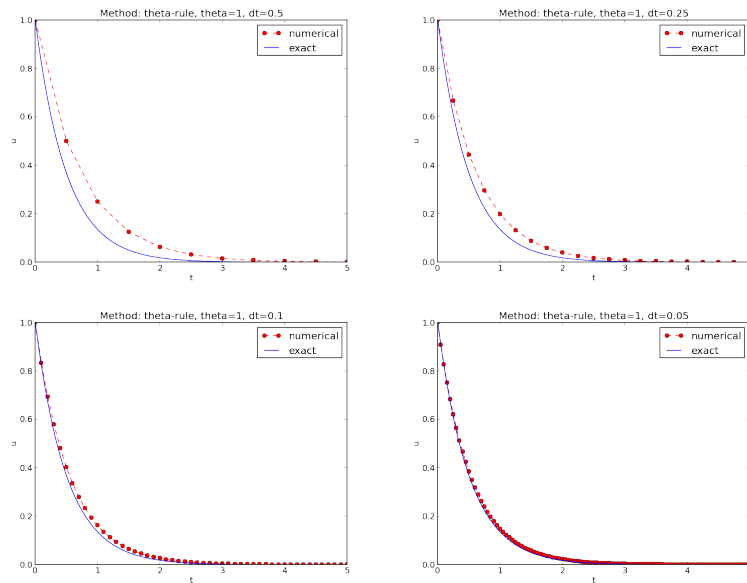 Method: theta-rule, theta=1, dt=0.5
1.0
0.8
0.6
0.4
0.2
0.0
u
0 1 2 3 4 5
t
numerical
exact
Method: theta-rule, theta=1, dt=0.25
1.0
0.8
0.6
0.4
0.2
0.0
u
0 1 2 3 4
t
numerical
exact
Method: theta-rule, theta=1, dt=0.1
1.0
0.8
0.6
0.4
0.2
0.0
u
0 1 2 3 4 5
t
numerical
exact
Method: theta-rule, theta=1, dt=0.05
1.0
0.8
0.6
0.4
0.2
0.0
u
0 1 2 3 4
t
numerical
exact